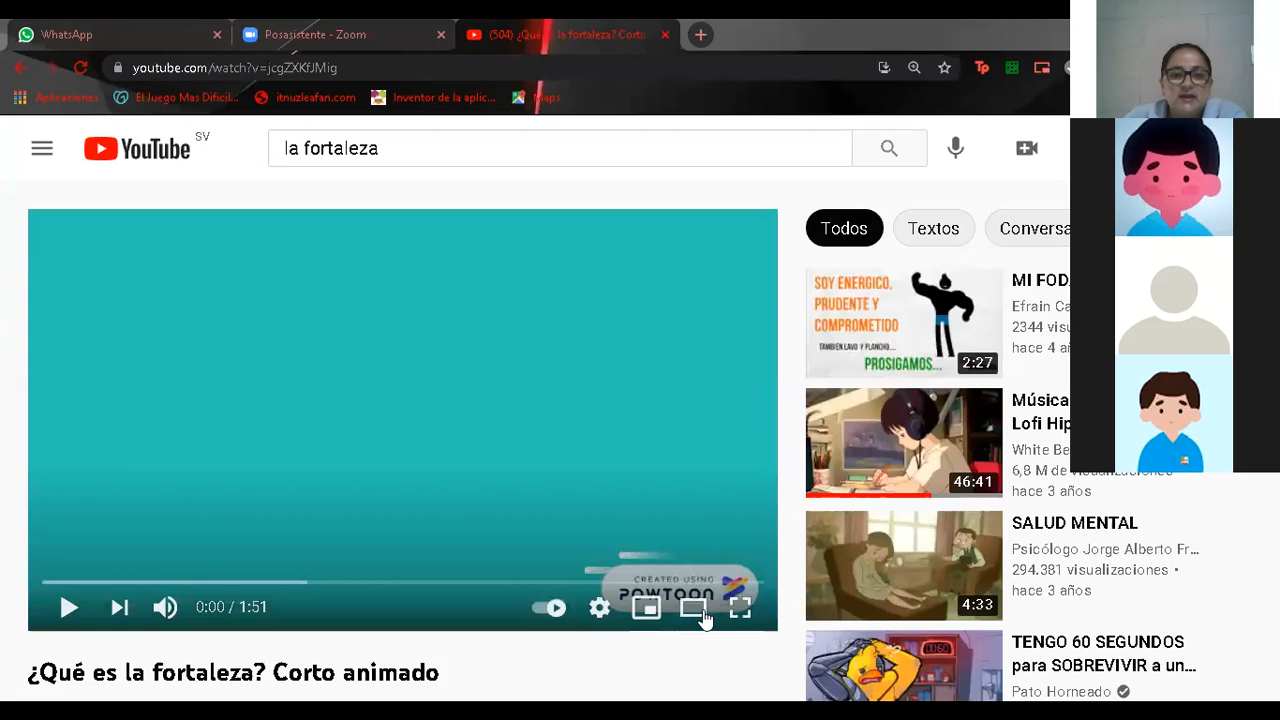 WhatsApp
Posasistente - Zoom
(504) ¿Qué es la fortaleza? Corto
youtube.com/watch?v=jcgZXKfJMig
Aplicaciones
El Juego Mas Dificil...
itnuzleafan.com
Inventor de la aplic...
Maps
YouTube SV
la fortaleza
Todos
Textos
Conversa
SOY ENERGICO,
PRUDENTE Y
COMPROMETIDO
TAMBIÉN LAVO Y PLANCHO....
PROSIGAMOS...
2:27
MI FOD
Efrain Ca
2344 visu
hace 4 añ
46:41
Música
Lofi Hip
White Be
6,8 M de visualizaciones
hace 3 años
4:33
SALUD MENTAL
Psicólogo Jorge Alberto Fr...
294.381 visualizaciones •
hace 3 años
TENGO 60 SEGUNDOS
para SOBREVIVIR a un...
Pato Horneado
CREATED USING
POWTOON
0:00 / 1:51
¿Qué es la fortaleza? Corto animado